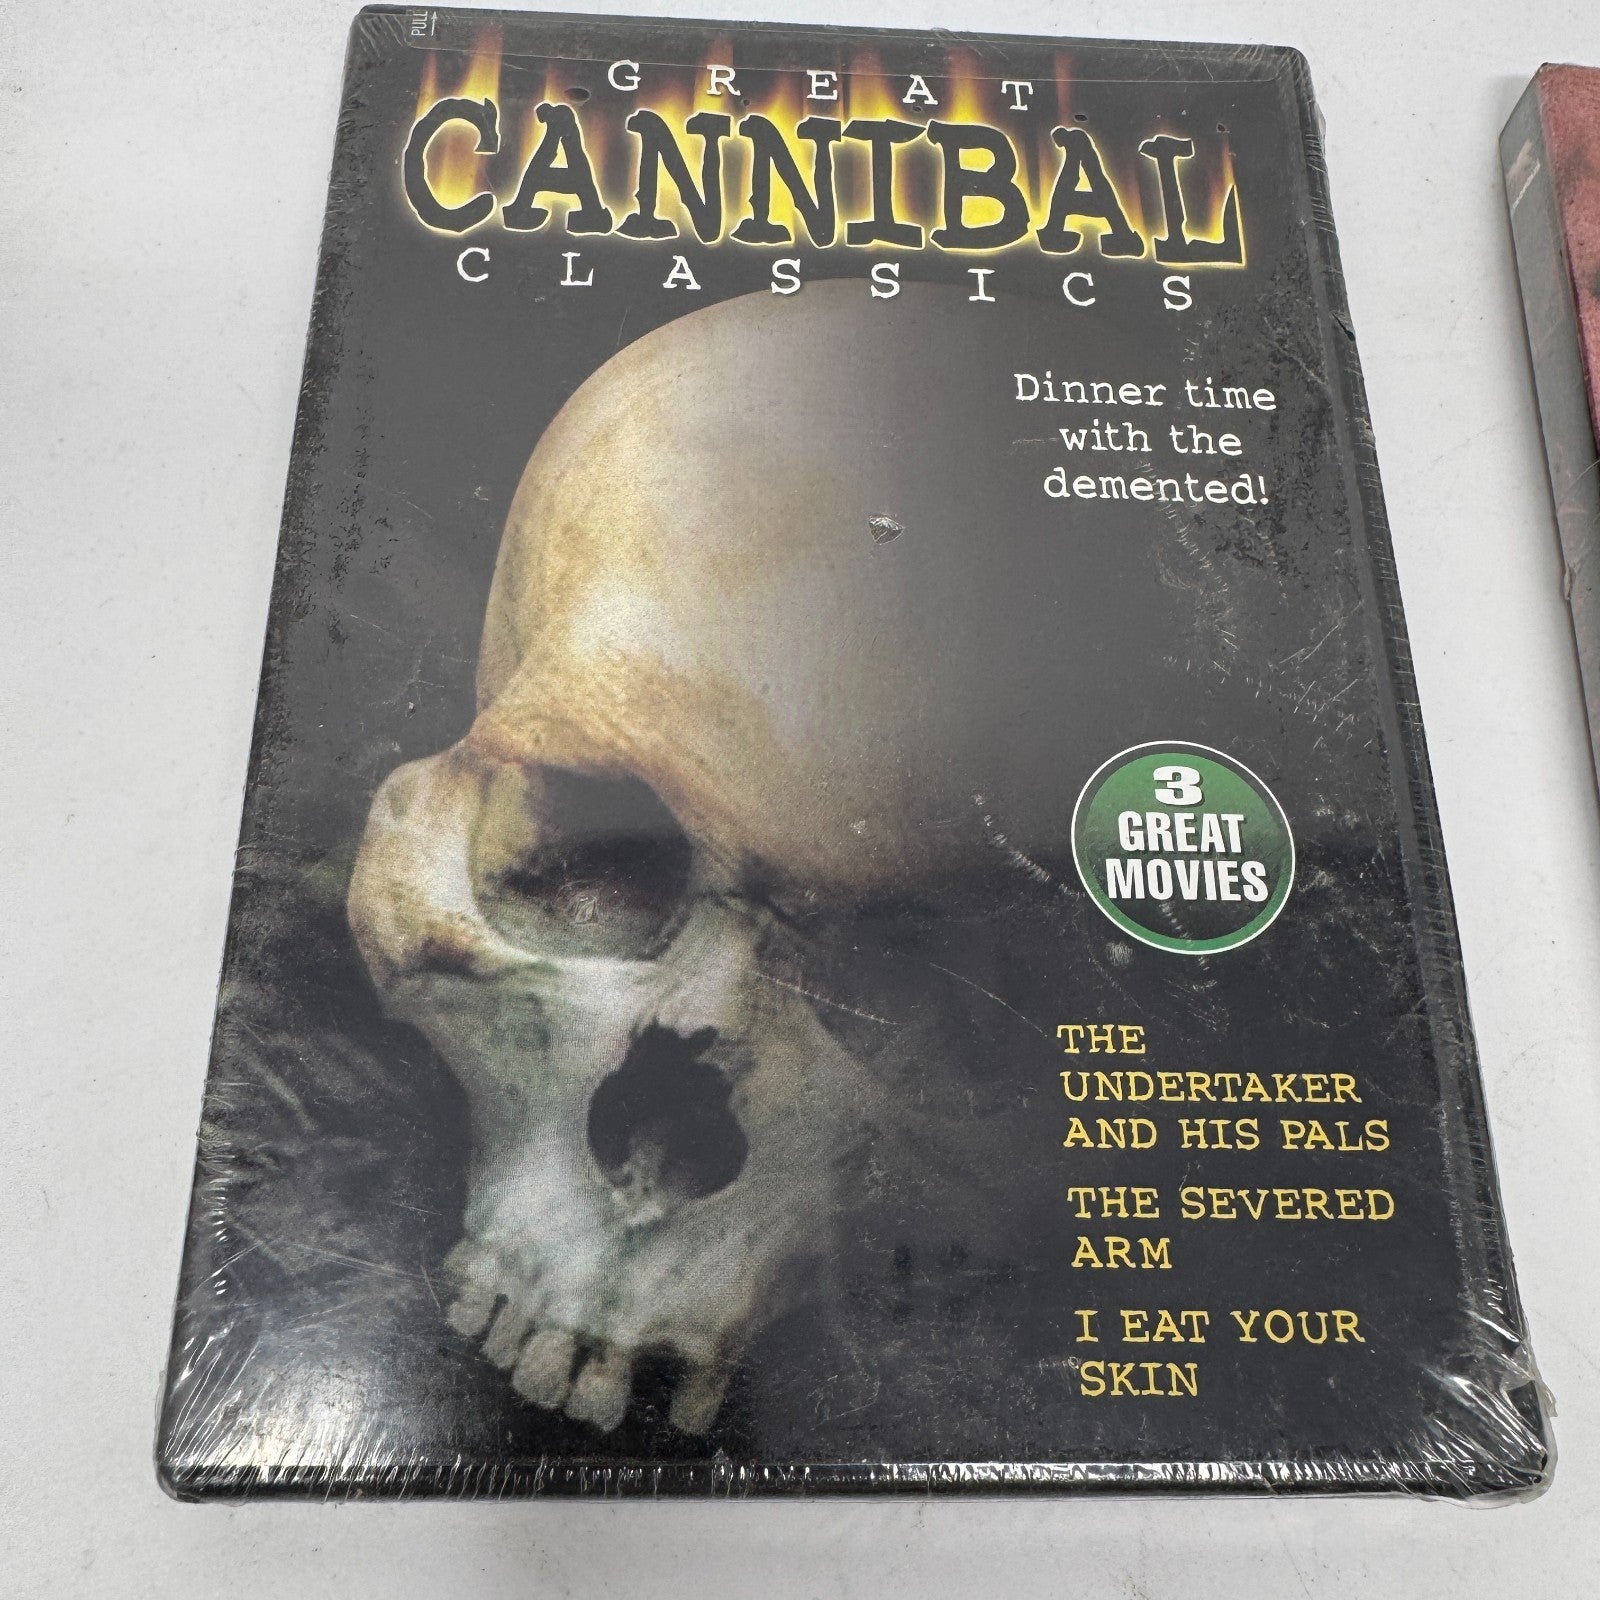 PULL
GREAT
CANNIBAL
CLASSICS
Dinner time
with the
demented!
3
GREAT
MOVIES
THE
UNDERTAKER
AND HIS PALS
THE SEVERED
ARM
I EAT YOUR
SKIN